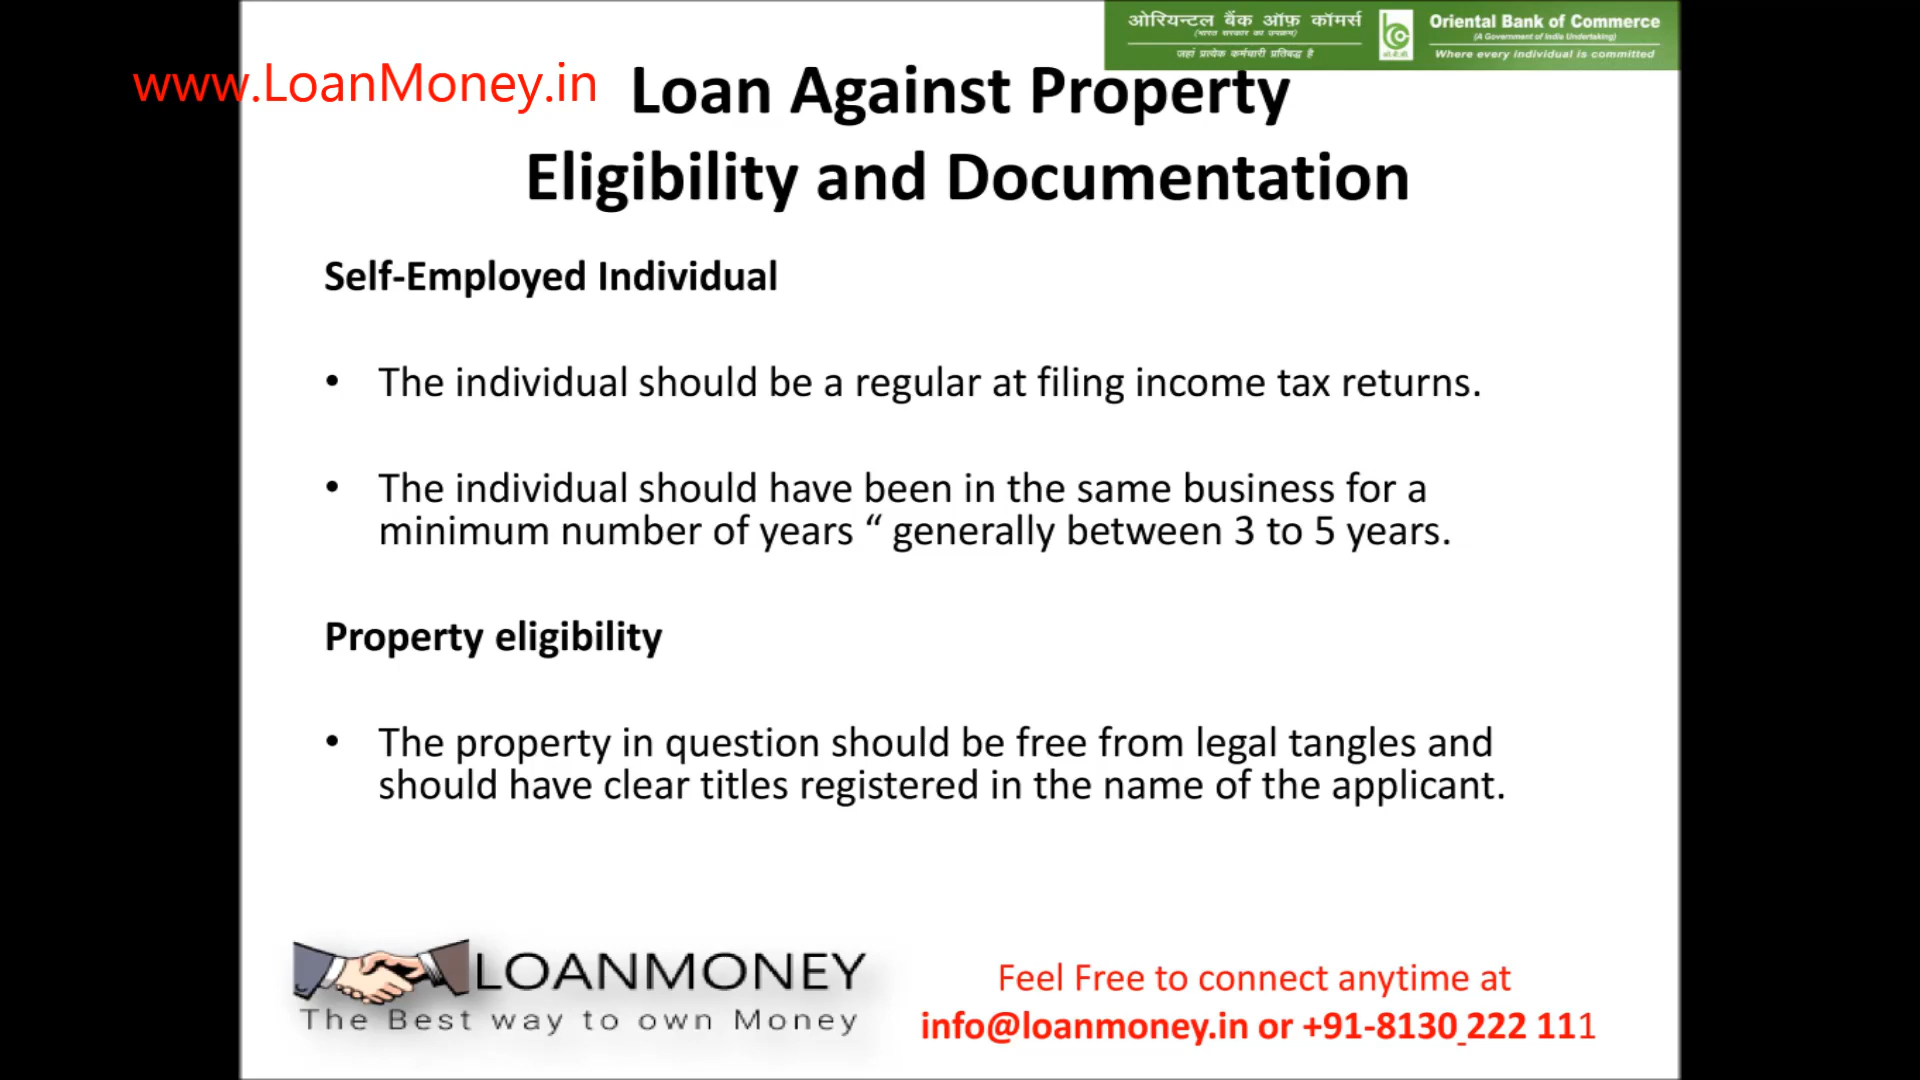 ओरियन्टल बैंक ऑफ़ कॉमर्स
(भारत सरकार का उपक्रम)
जहां प्रत्येक कर्मचारी प्रतिबद्ध है
Oriental Bank of Commerce
(A Government of India Undertaking)
Where every individual is committed
www.LoanMoney.in
Loan Against Property
Eligibility and Documentation
Self-Employed Individual
• The individual should be a regular at filing income tax returns.
• The individual should have been in the same business for a
minimum number of years “ generally between 3 to 5 years.
Property eligibility
• The property in question should be free from legal tangles and
should have clear titles registered in the name of the applicant.
LOANMONEY
The Best way to own Money
Feel Free to connect anytime at
info@loanmoney.in or +91-8130 222 111